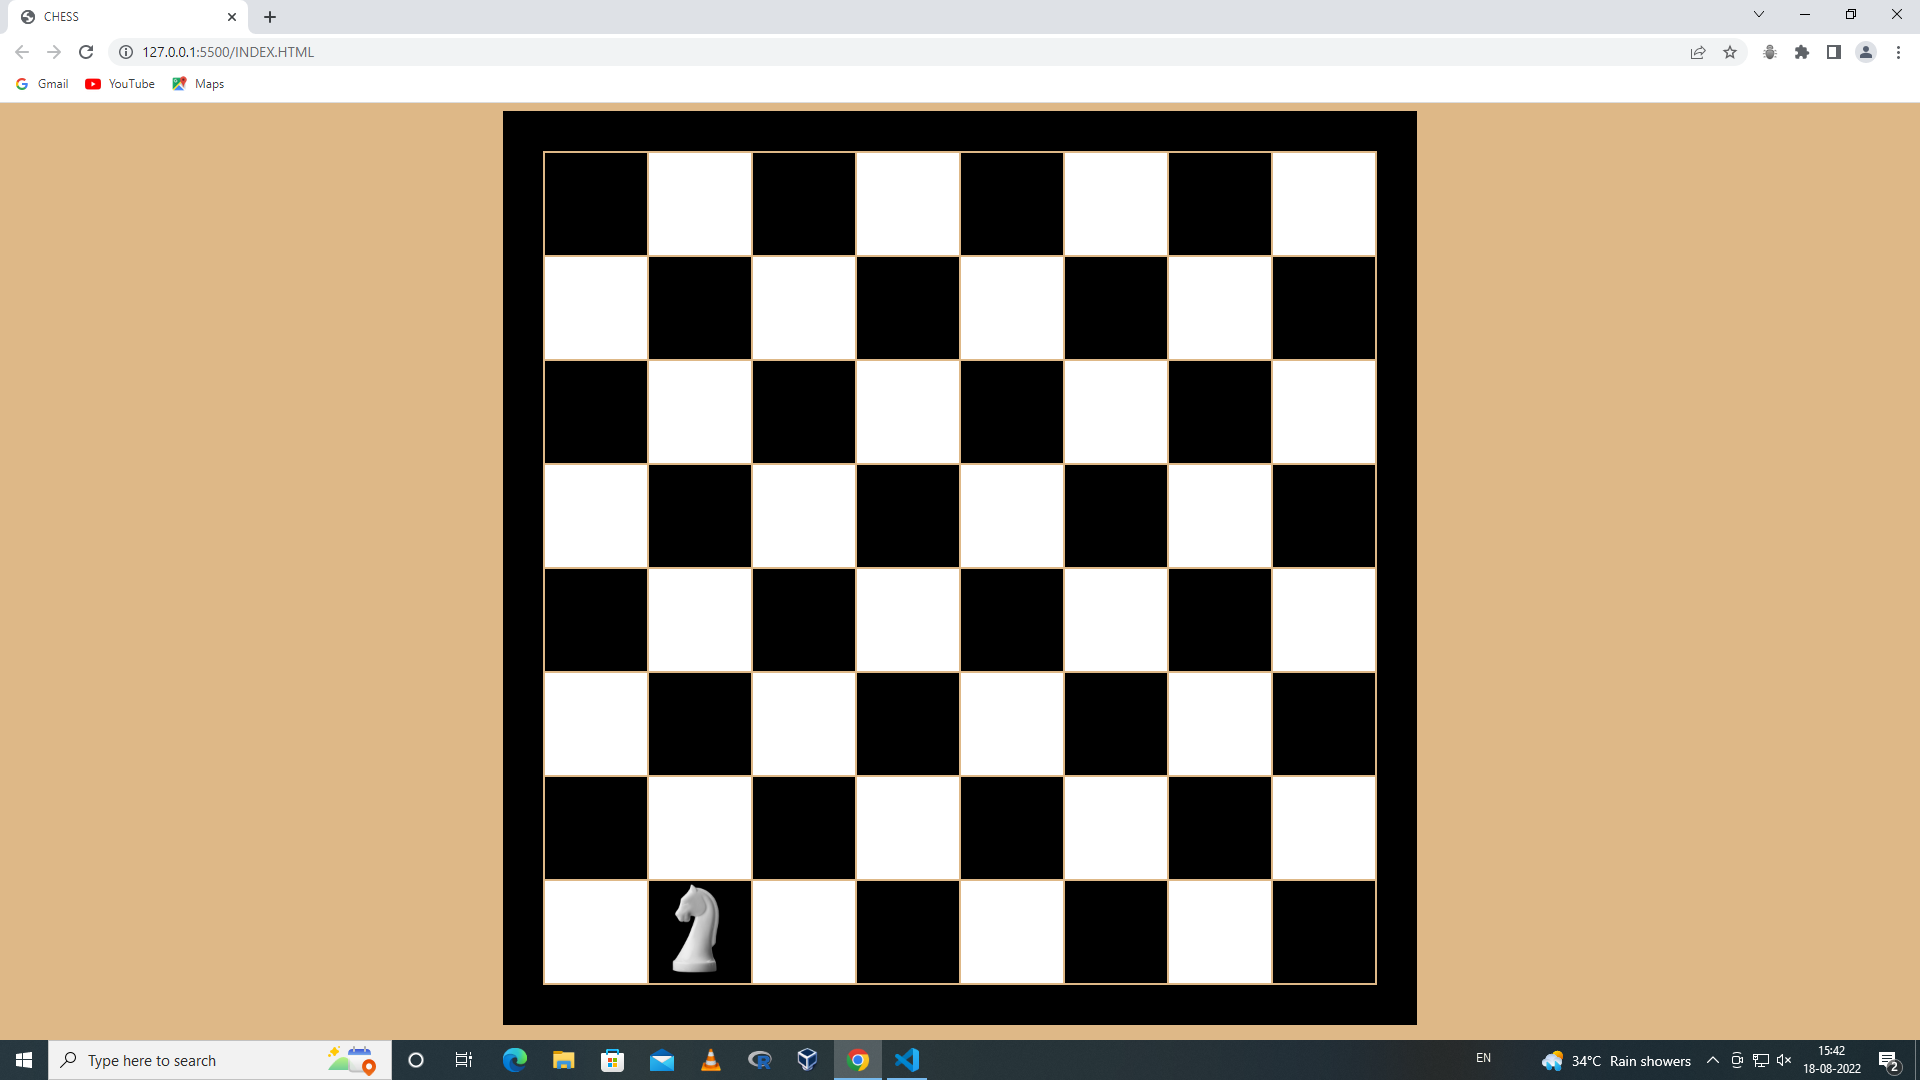 CHESS
127.0.0.1:5500/INDEX.HTML
Gmail YouTube Maps
Type here to search
EN
34°C Rain showers
15:42
18-08-2022
2